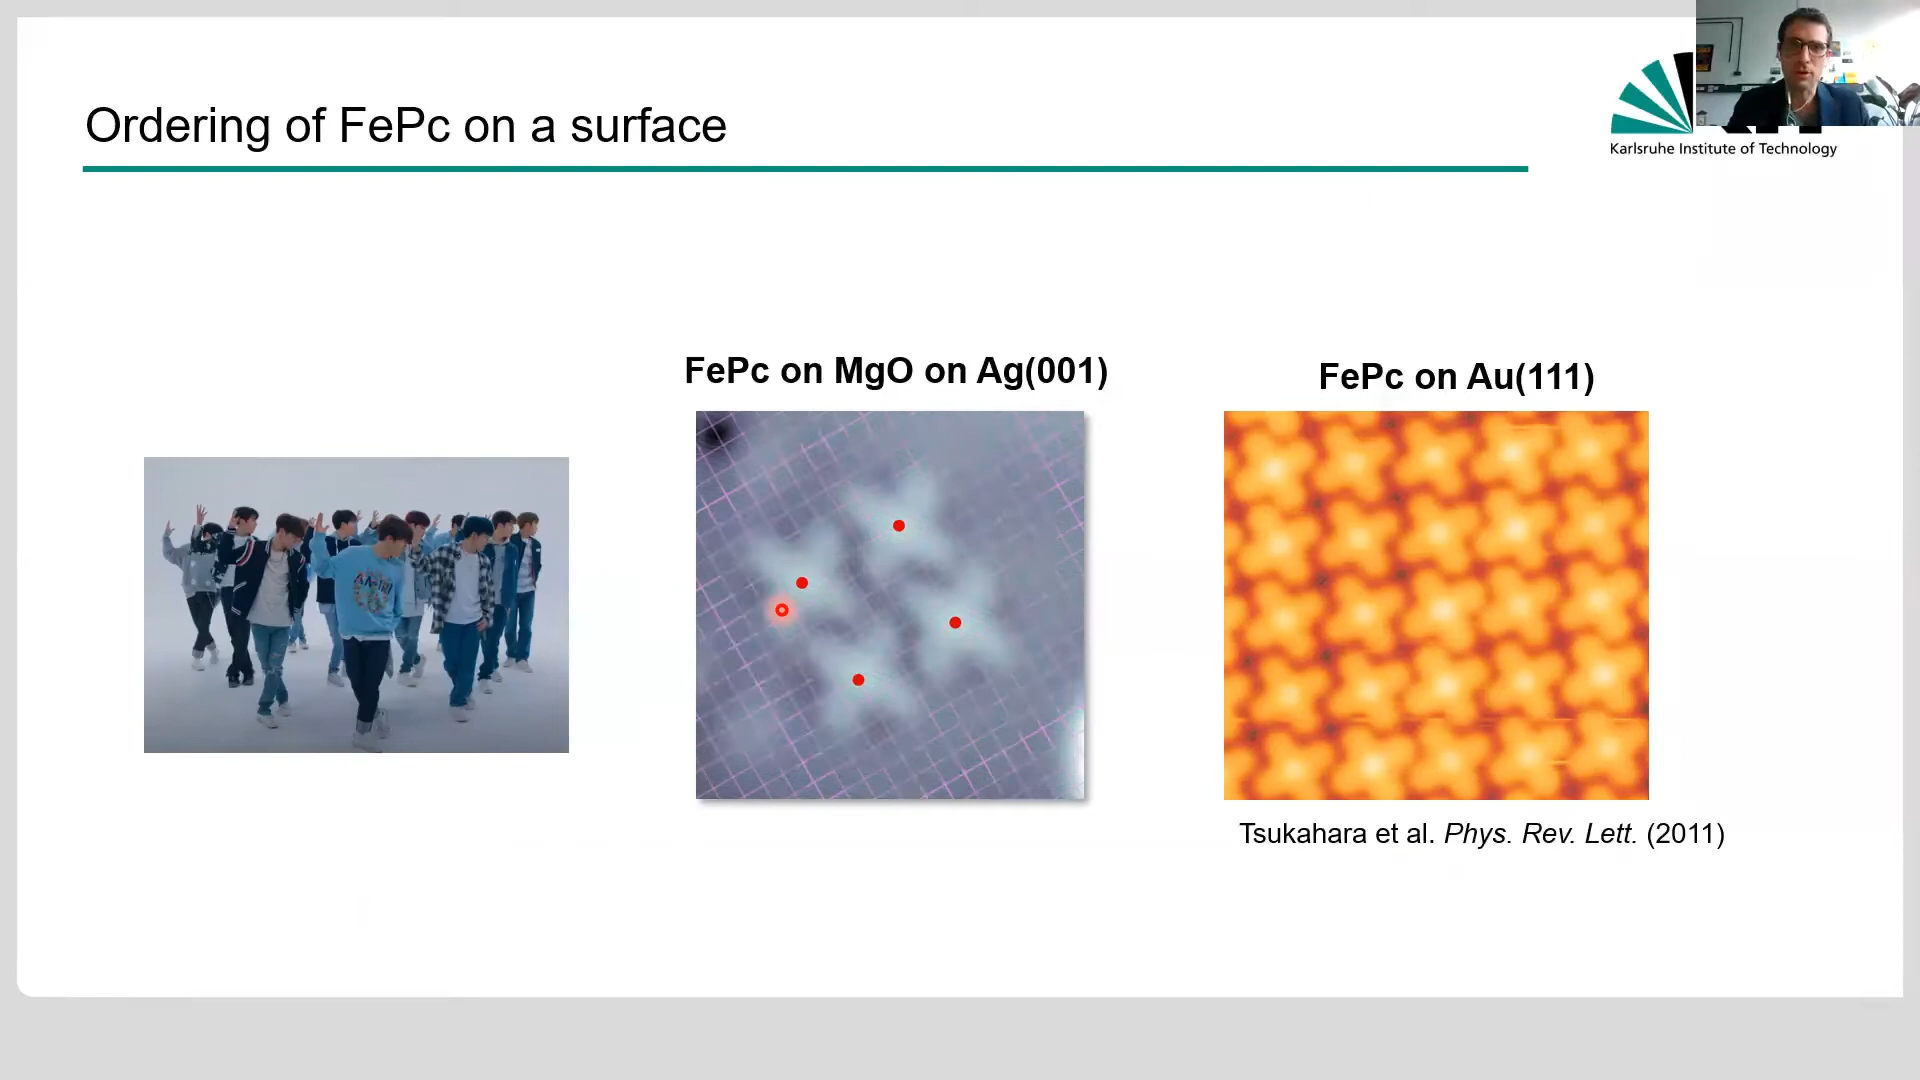 Ordering of FePc on a surface
Karlsruhe Institute of Technology
FePc on MgO on Ag(001)
FePc on Au(111)
Tsukahara et al. Phys. Rev. Lett. (2011)